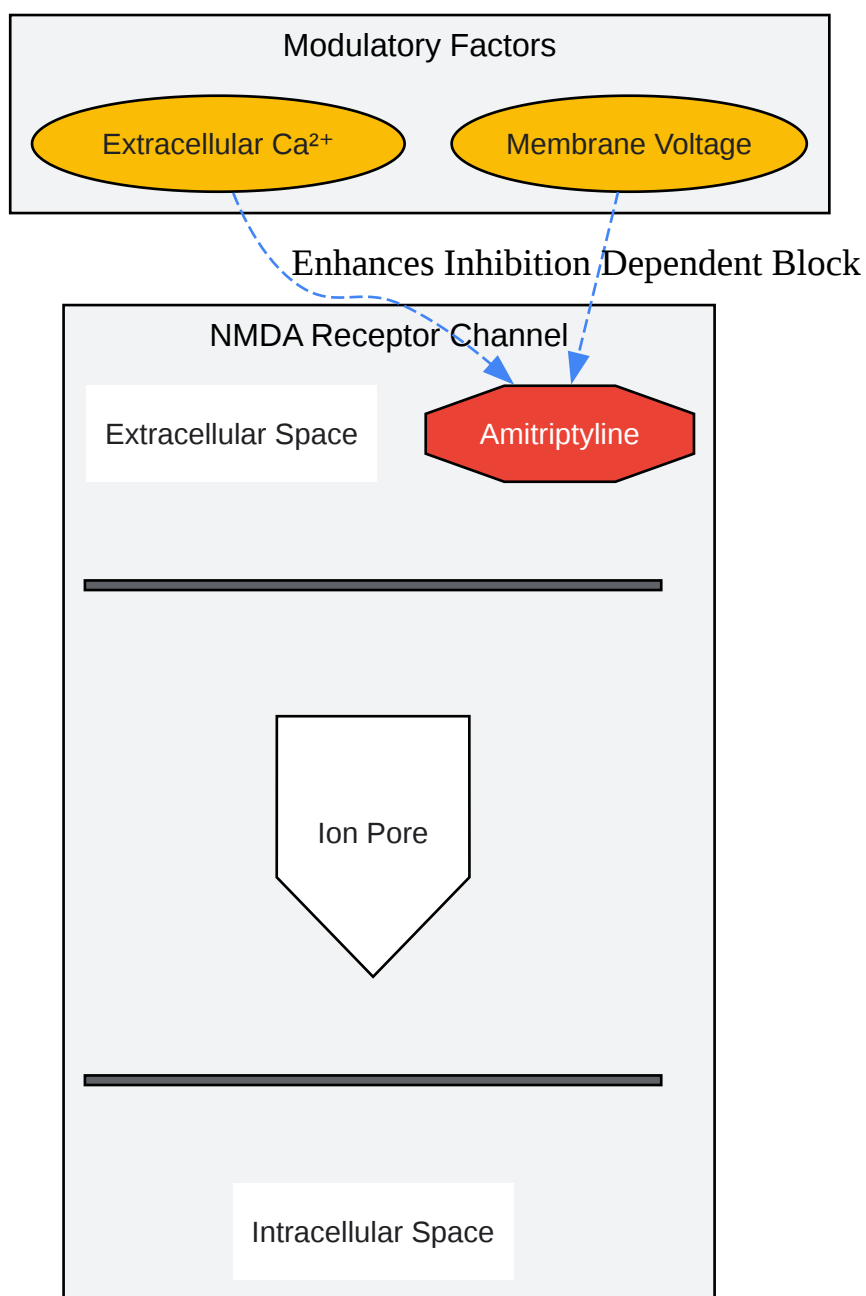 Modulatory Factors
Extracellular Ca²⁺
Membrane Voltage
Enhances Inhibition
Dependent Block
NMDA Receptor Channel
Extracellular Space
Amitriptyline
Ion Pore
Intracellular Space